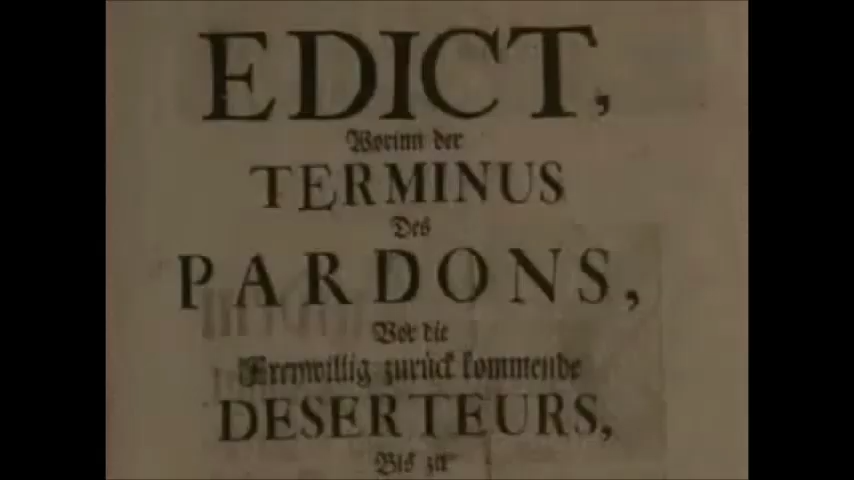 EDICT,
Worinn der
TERMINUS
Des
PARDONS,
Vor die
Freywillig zurück kommende
DESERTEURS,
Bis zu